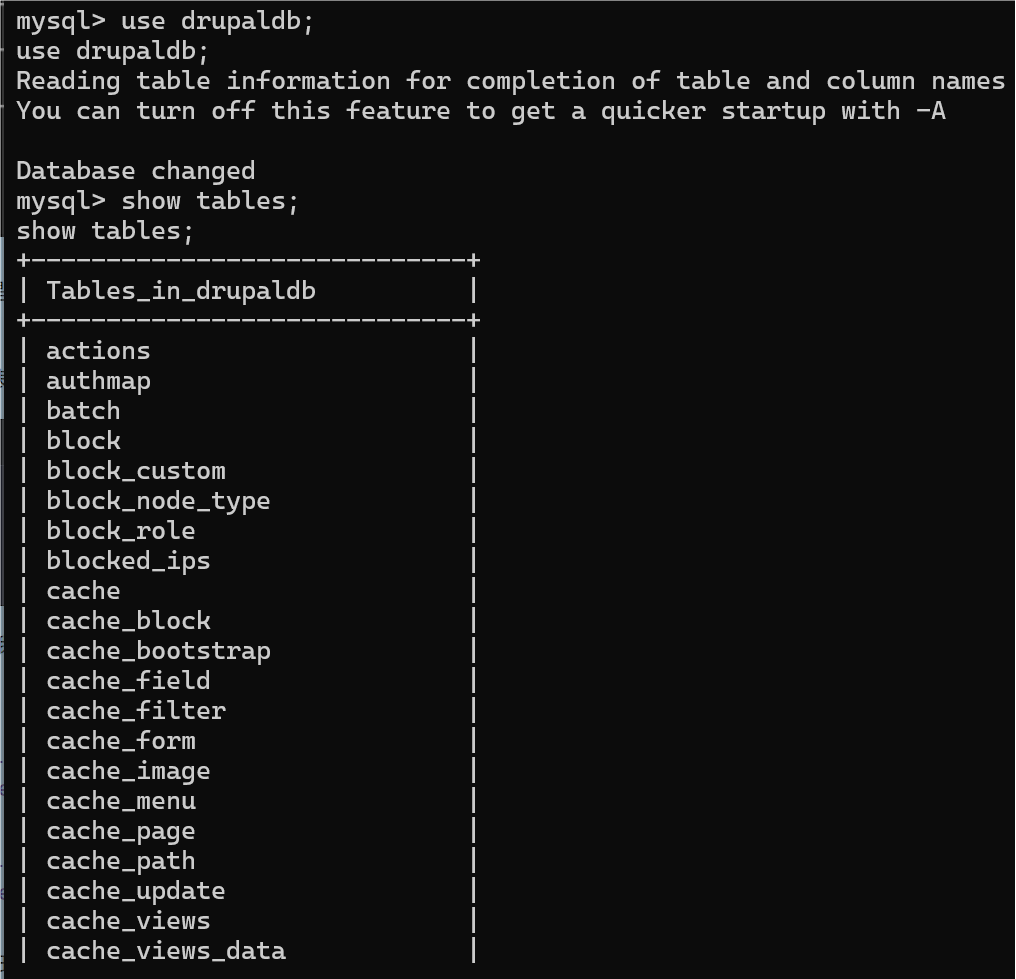 mysql> use drupaldb;
use drupaldb;
Reading table information for completion of table and column names
You can turn off this feature to get a quicker startup with -A

Database changed
mysql> show tables;
show tables;
+-----------------------------+
| Tables_in_drupaldb          |
+-----------------------------+
| actions                     |
| authmap                     |
| batch                       |
| block                       |
| block_custom                |
| block_node_type             |
| block_role                  |
| blocked_ips                 |
| cache                       |
| cache_block                 |
| cache_bootstrap             |
| cache_field                 |
| cache_filter                |
| cache_form                  |
| cache_image                 |
| cache_menu                  |
| cache_page                  |
| cache_path                  |
| cache_update                |
| cache_views                 |
| cache_views_data            |